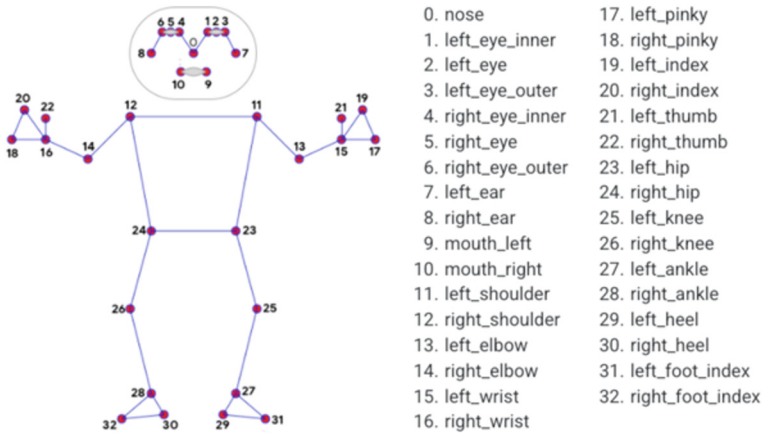 6 5 4 1 2 3
0
8 7
10 9
20 22 12 11 21 19
14 13
18 16 15 17
24 23
26 25
28 27
32 30 29 31
0. nose
1. left_eye_inner
2. left_eye
3. left_eye_outer
4. right_eye_inner
5. right_eye
6. right_eye_outer
7. left_ear
8. right_ear
9. mouth_left
10. mouth_right
11. left_shoulder
12. right_shoulder
13. left_elbow
14. right_elbow
15. left_wrist
16. right_wrist
17. left_pinky
18. right_pinky
19. left_index
20. right_index
21. left_thumb
22. right_thumb
23. left_hip
24. right_hip
25. left_knee
26. right_knee
27. left_ankle
28. right_ankle
29. left_heel
30. right_heel
31. left_foot_index
32. right_foot_index